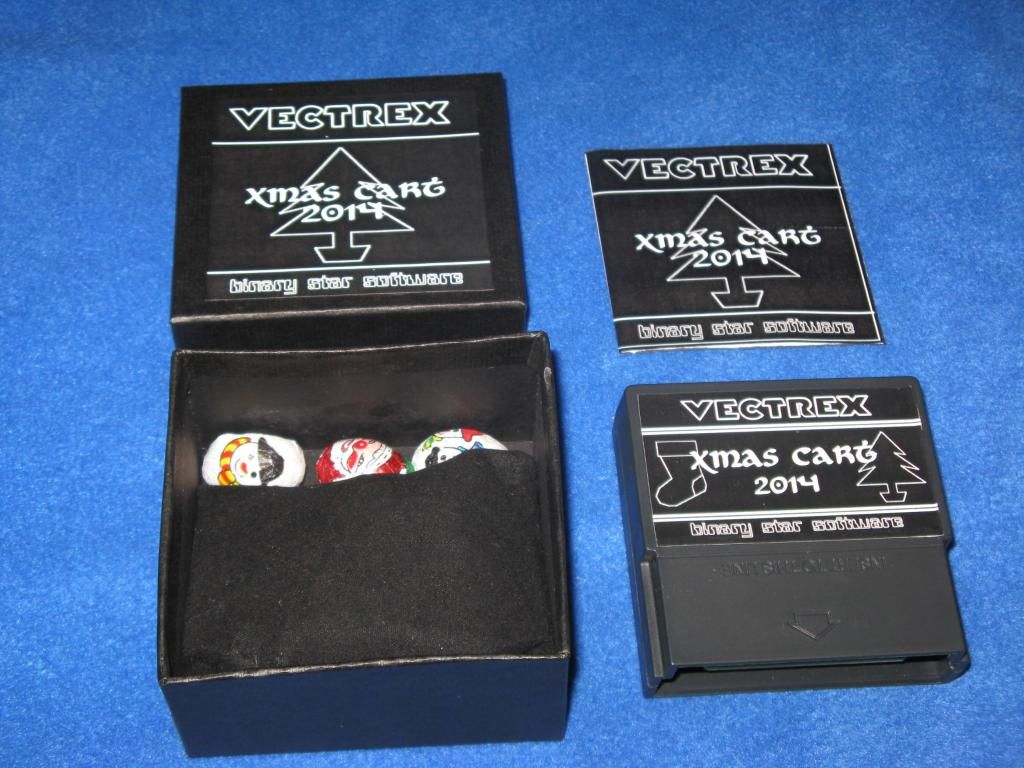 VECTREX
Xmas Cart
2014
binary star software
VECTREX
Xmas Cart
2014
binary star software
VECTREX
Xmas Cart
2014
binary star software